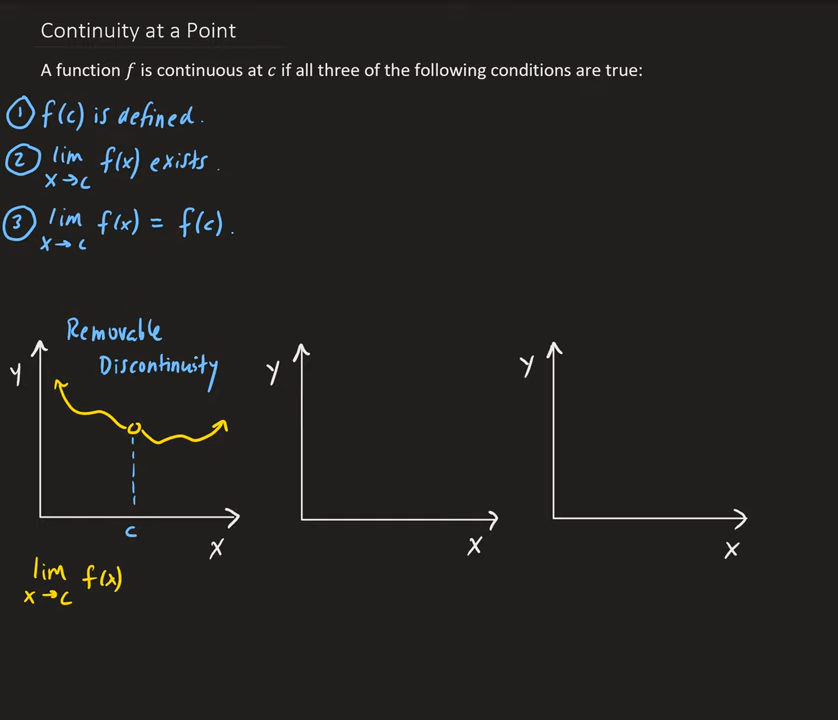 Continuity at a Point
A function f is continuous at c if all three of the following conditions are true:
① f(c) is defined.
② lim f(x) exists.
x→c
③ lim f(x) = f(c).
x→c
Removable
Discontinuity
y
y
y
c
x
x
x
lim f(x)
x→c